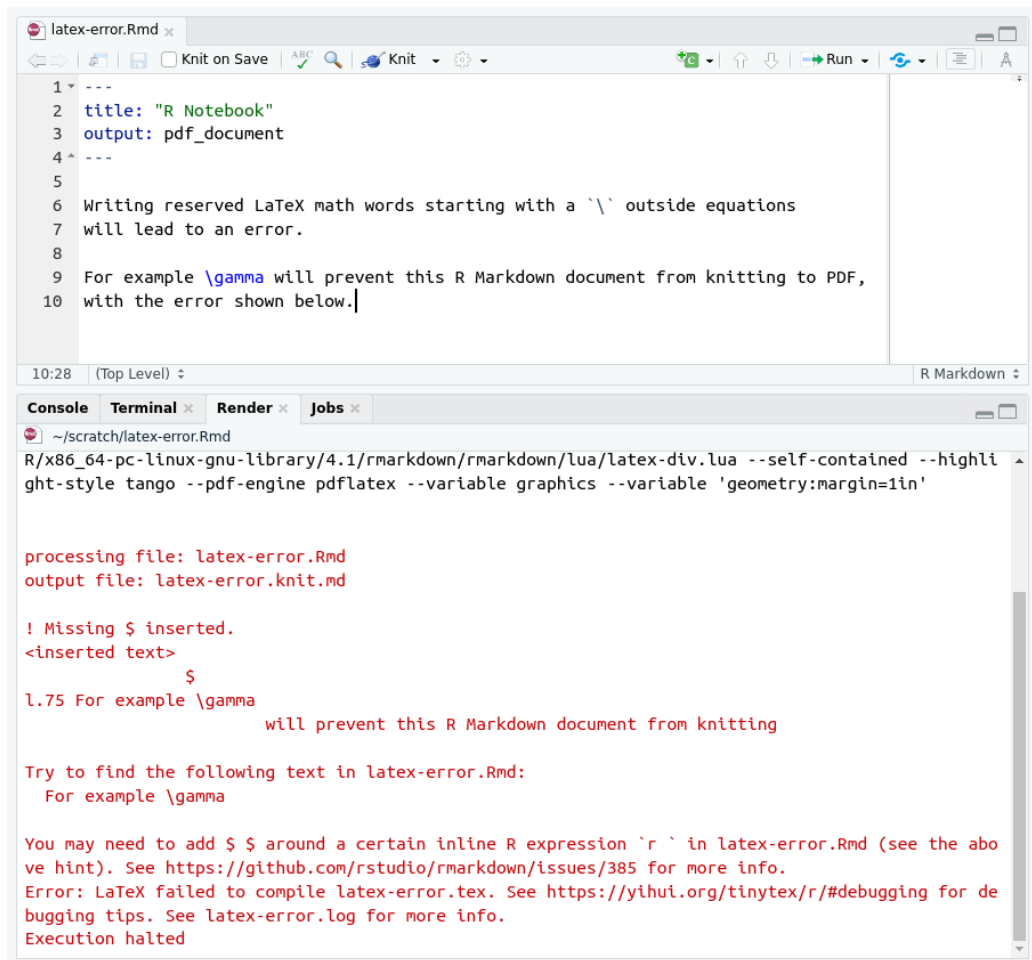 latex-error.Rmd
Knit on Save ABC Knit C Run A
1 ---
2 title: "R Notebook"
3 output: pdf_document
4 ---
5
6 Writing reserved LaTeX math words starting with a `\` outside equations
7 will lead to an error.
8
9 For example \gamma will prevent this R Markdown document from knitting to PDF,
10 with the error shown below.
10:28 (Top Level) R Markdown
Console Terminal Render Jobs
~/scratch/latex-error.Rmd
R/x86_64-pc-linux-gnu-library/4.1/rmarkdown/rmarkdown/lua/latex-div.lua --self-contained --highli
ght-style tango --pdf-engine pdflatex --variable graphics --variable 'geometry:margin=1in'
processing file: latex-error.Rmd
output file: latex-error.knit.md
! Missing $ inserted.
<inserted text>
$
l.75 For example \gamma
will prevent this R Markdown document from knitting
Try to find the following text in latex-error.Rmd:
For example \gamma
You may need to add $ $ around a certain inline R expression `r ` in latex-error.Rmd (see the abo
ve hint). See https://github.com/rstudio/rmarkdown/issues/385 for more info.
Error: LaTeX failed to compile latex-error.tex. See https://yihui.org/tinytex/r/#debugging for de
bugging tips. See latex-error.log for more info.
Execution halted